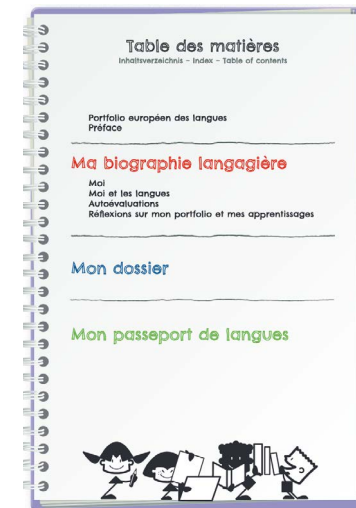 Table des matières
Inhaltsverzeichnis - Index - Table of contents
Portfolio européen des langues
Préface
Ma biographie langagière
Moi
Moi et les langues
Autoévaluations
Réflexions sur mon portfolio et mes apprentissages
Mon dossier
Mon passeport de langues